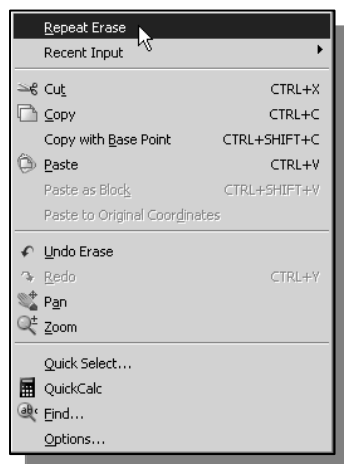 Repeat Erase
Recent Input
Cut CTRL+X
Copy CTRL+C
Copy with Base Point CTRL+SHIFT+C
Paste CTRL+V
Paste as Block CTRL+SHIFT+V
Paste to Original Coordinates
Undo Erase
Redo CTRL+Y
Pan
Zoom
Quick Select...
QuickCalc
abc Find...
Options...